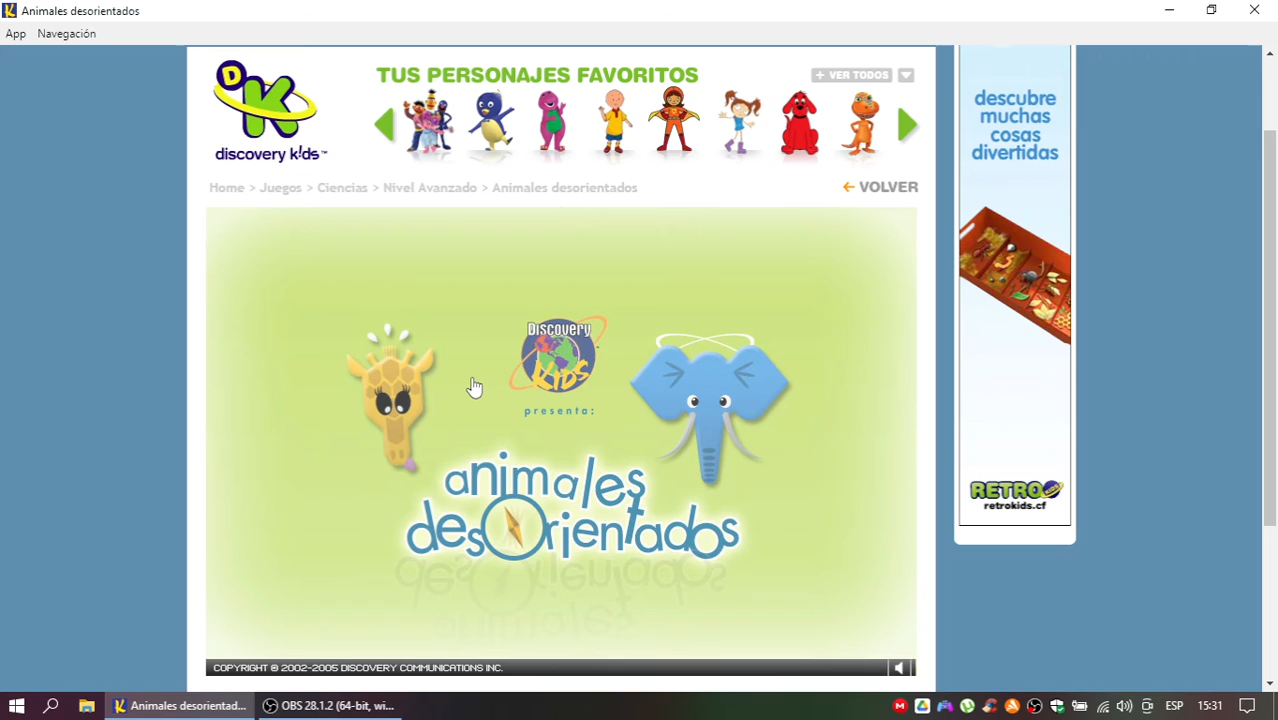 Animales desorientados
App Navegación
D
K
discovery k!ds™
TUS PERSONAJES FAVORITOS
+ VER TODOS
Home > Juegos > Ciencias > Nivel Avanzado > Animales desorientados
← VOLVER
Discovery
KIDS
presenta:
animales
desorientados
COPYRIGHT © 2002-2005 DISCOVERY COMMUNICATIONS INC.
descubre
muchas
cosas
divertidas
RETRO
retrokids.cf
Animales desorientad...
OBS 28.1.2 (64-bit, wi...
ESP
15:31